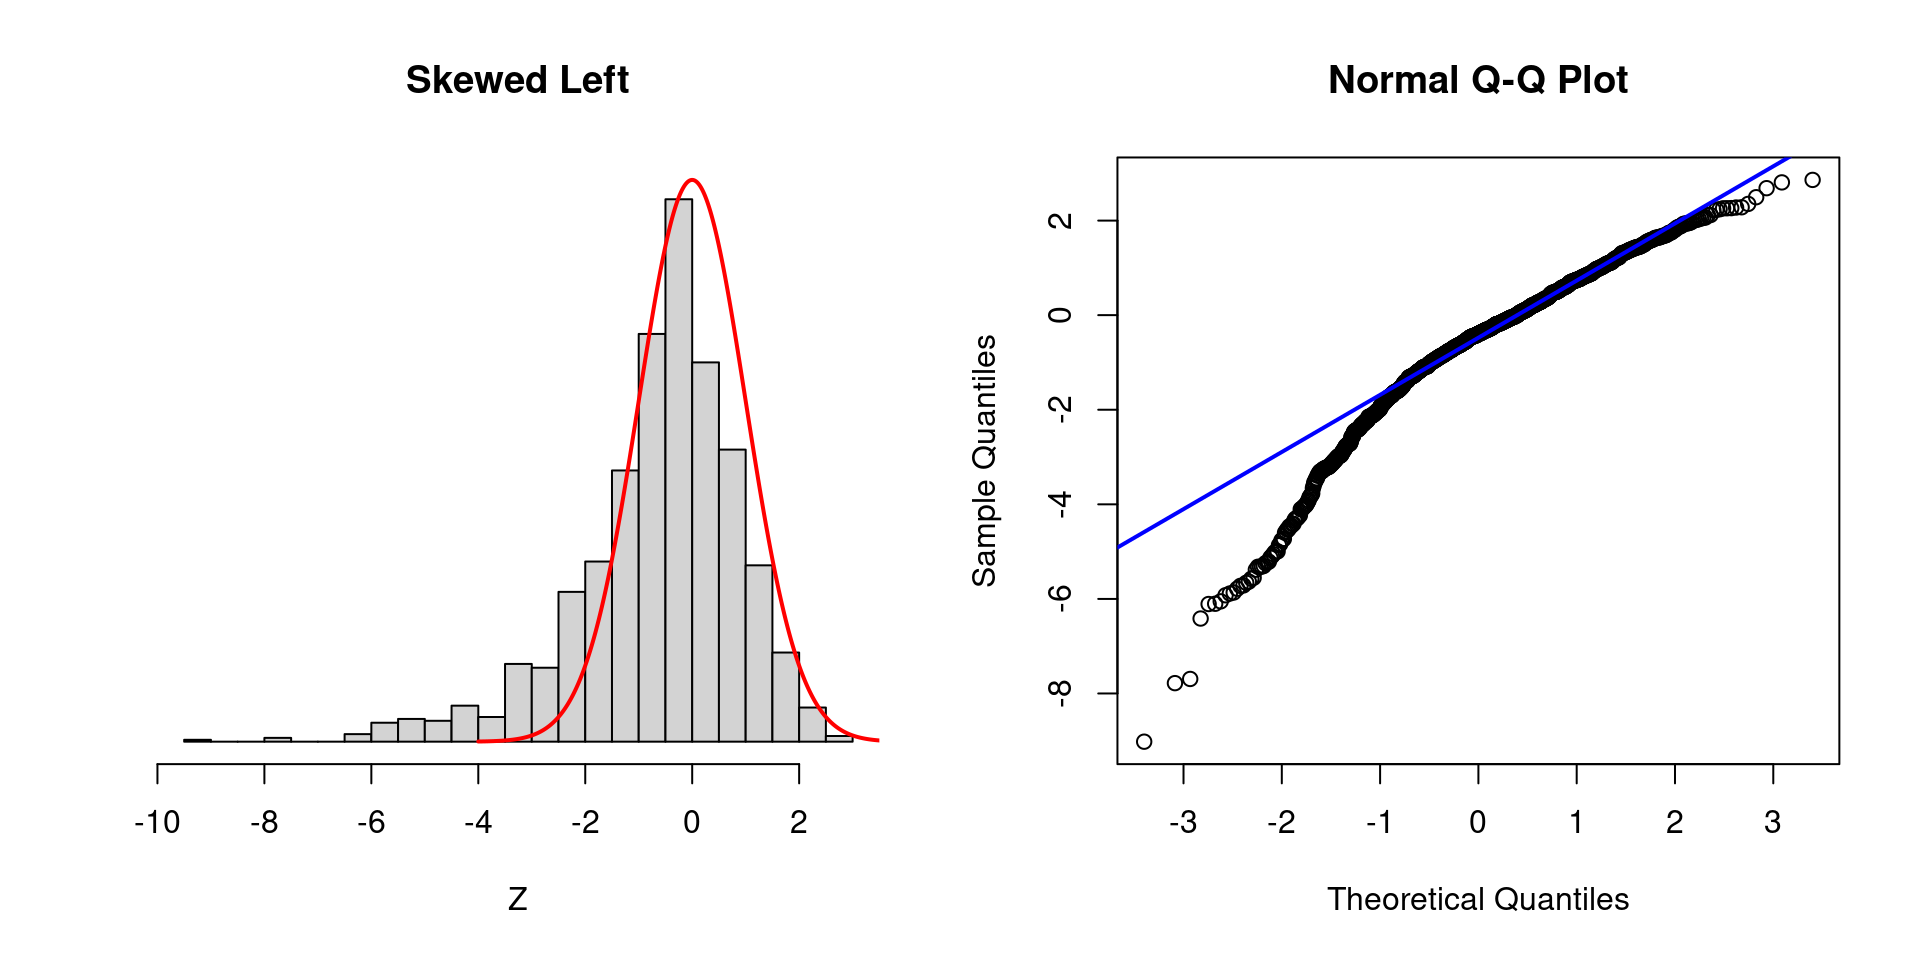 Skewed Left
-10 -8 -6 -4 -2 0 2
Z
Normal Q-Q Plot
Sample Quantiles
2
0
-2
-4
-6
-8
-3 -2 -1 0 1 2 3
Theoretical Quantiles